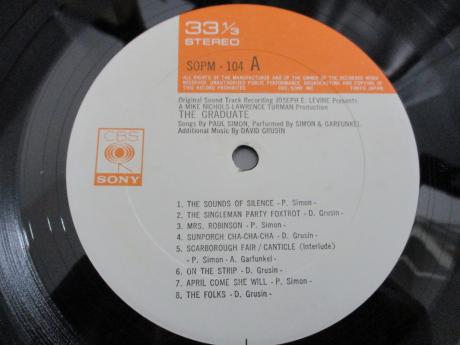 33 1/3
STEREO
SOPM - 104 A
ALL RIGHTS OF THE MANUFACTURER AND OF THE OWNER OF THE RECORDED WORK
RESERVED. UNAUTHORIZED PUBLIC PERFORMANCE, BROADCASTING AND COPYING OF
THIS RECORD PROHIBITED CBS/SONY INC. TOKYO JAPAN
Original Sound Track Recording JOSEPH E. LEVINE Presents
A MIKE NICHOLS-LAWRENCE TURMAN Production
THE GRADUATE
Songs By PAUL SIMON, Performed By SIMON & GARFUNKEL
Additional Music By DAVID GRUSIN
CBS
SONY
1. THE SOUNDS OF SILENCE - P. Simon -
2. THE SINGLEMAN PARTY FOXTROT - D. Grusin -
3. MRS. ROBINSON - P. Simon -
4. SUNPORCH CHA-CHA-CHA - D. Grusin -
5. SCARBOROUGH FAIR / CANTICLE (Interlude)
- P. Simon - A. Garfunkel -
6. ON THE STRIP - D. Grusin -
7. APRIL COME SHE WILL - P. Simon -
8. THE FOLKS - D. Grusin -